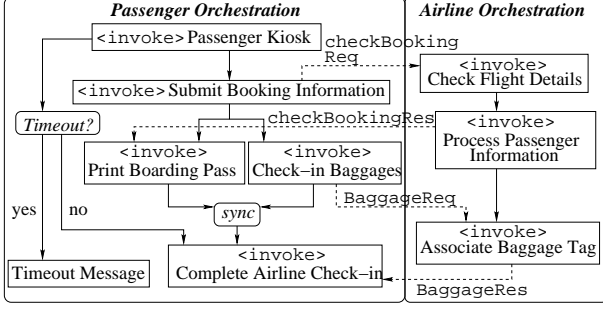 Passenger Orchestration
Airline Orchestration
<invoke> Passenger Kiosk
checkBooking
Req
<invoke>
Check Flight Details
<invoke> Submit Booking Information
Timeout?
checkBookingRes
<invoke>
Print Boarding Pass
<invoke>
Check−in Baggages
<invoke>
Process Passenger
Information
BaggageReq
yes
no
sync
<invoke>
Associate Baggage Tag
Timeout Message
<invoke>
Complete Airline Check−in
BaggageRes